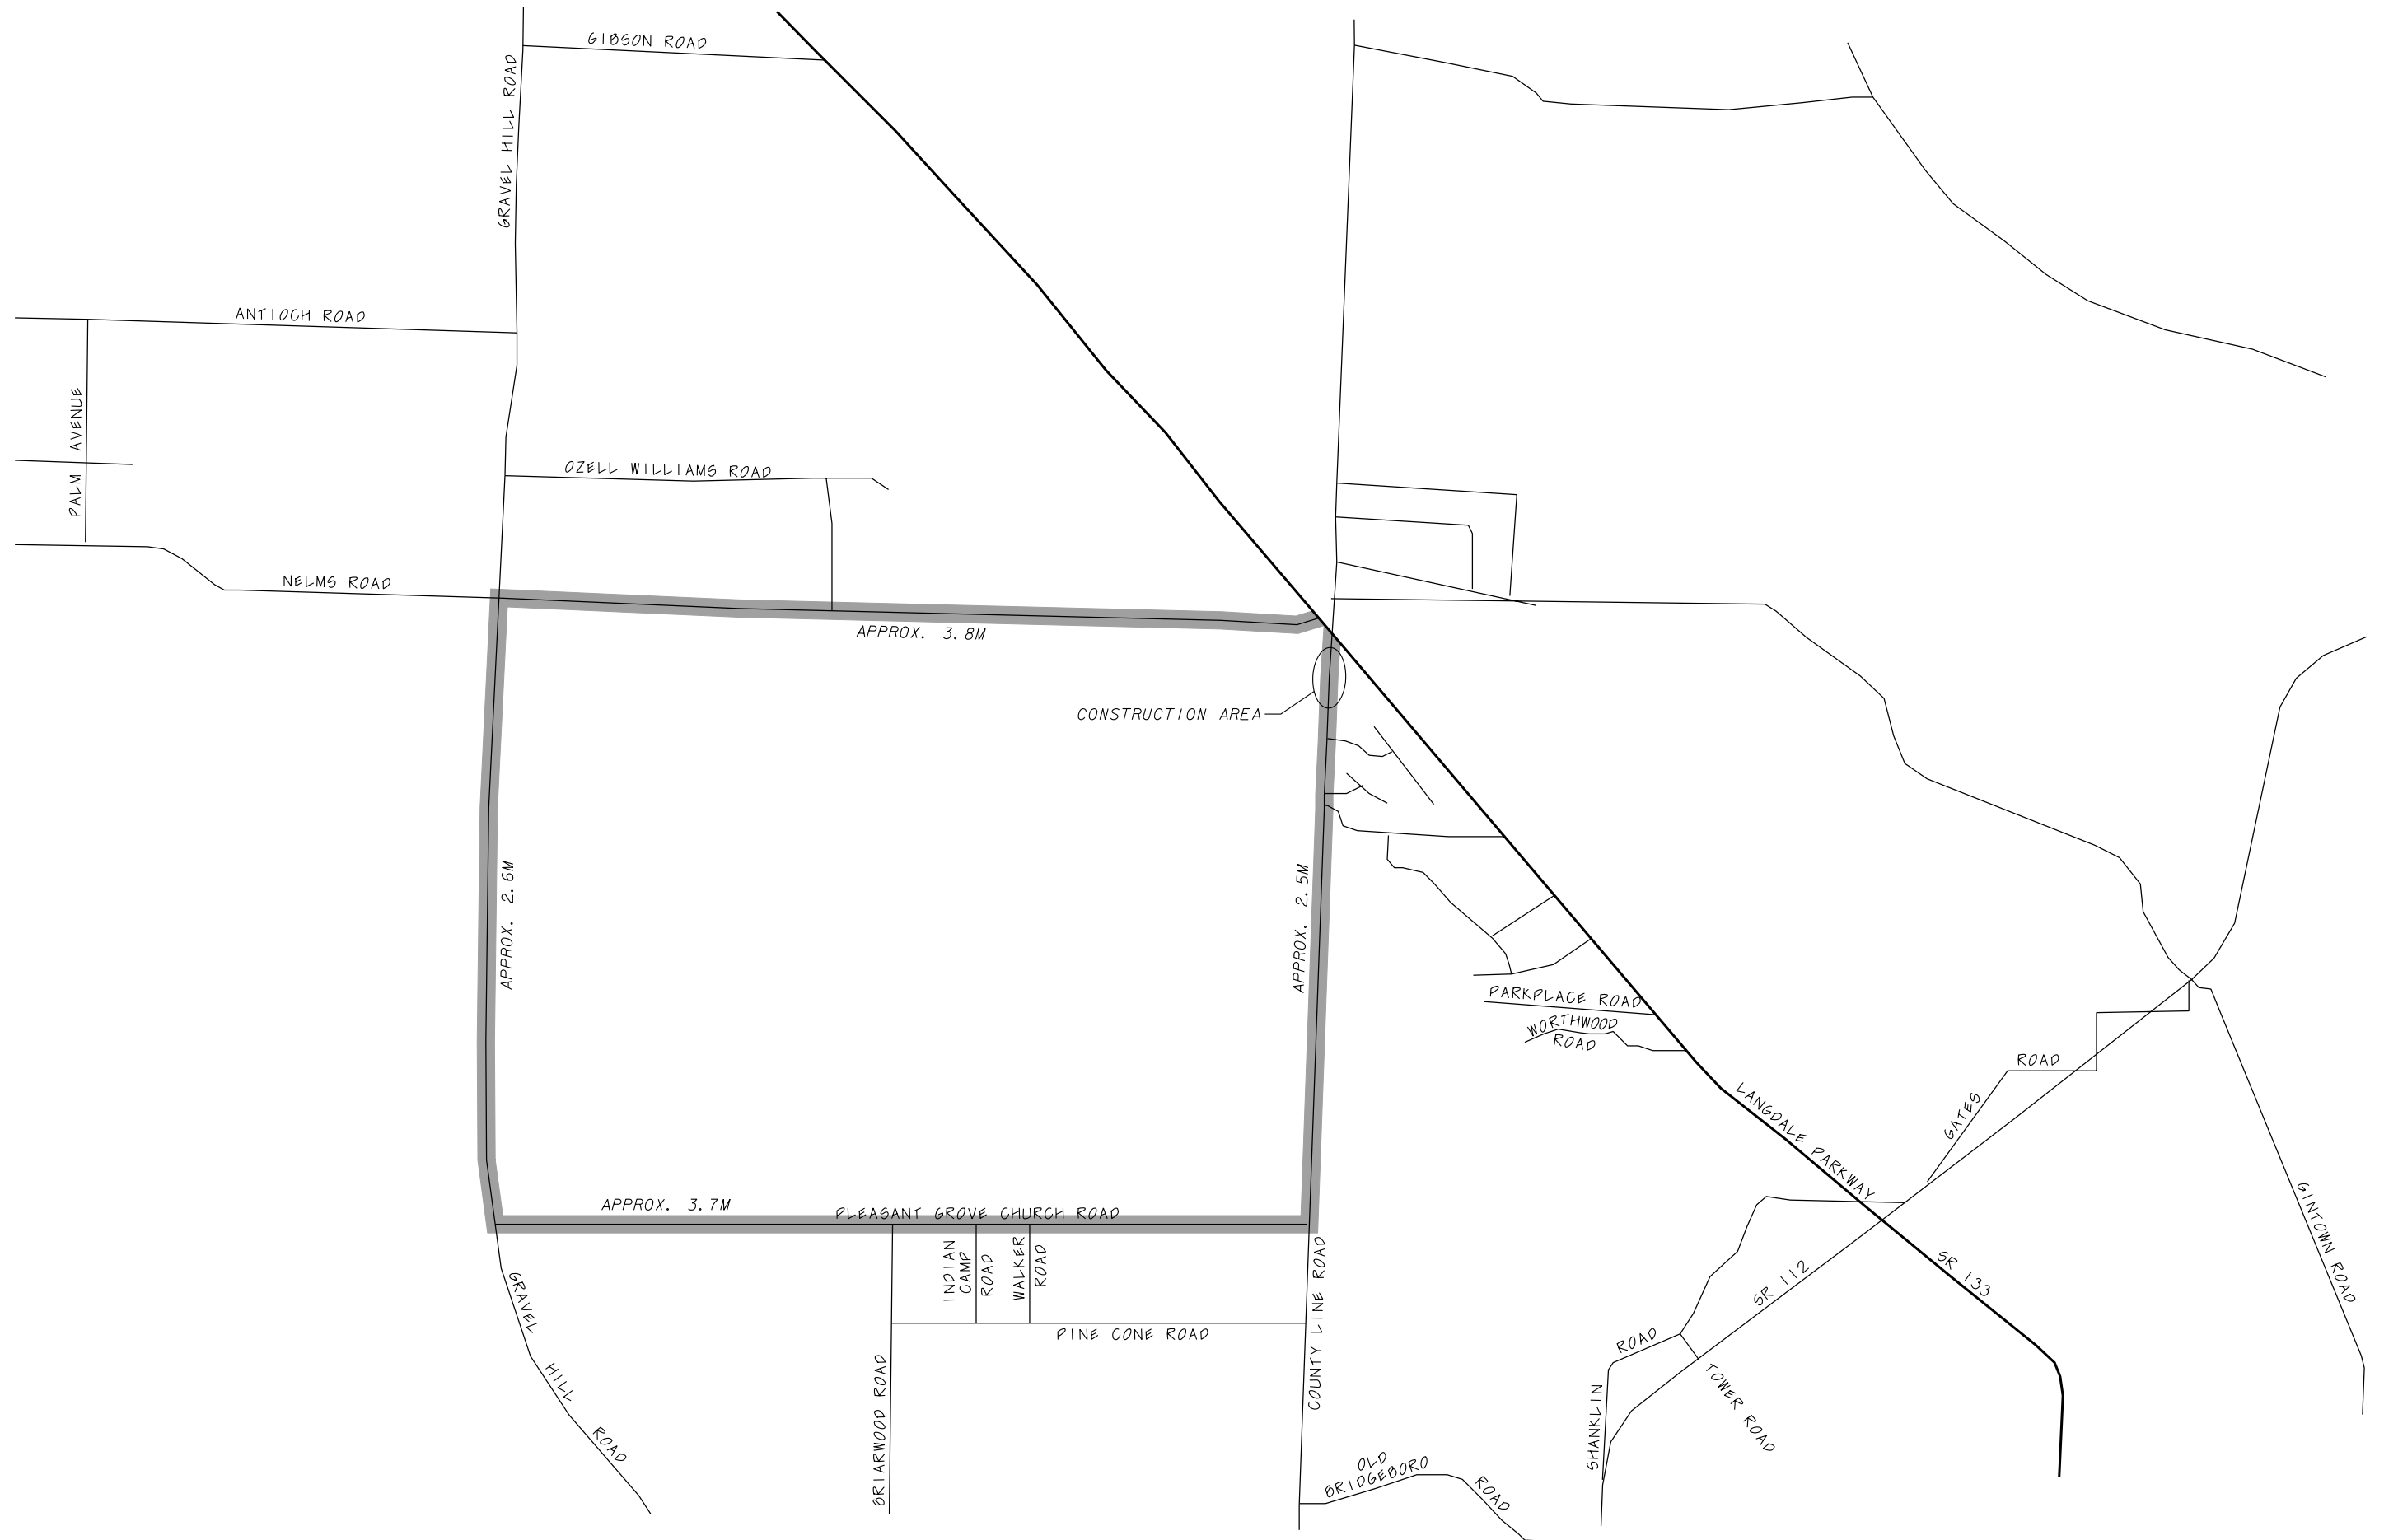 GIBSON ROAD
GRAVEL HILL ROAD
ANTIOCH ROAD
PALM AVENUE
OZELL WILLIAMS ROAD
NELMS ROAD
APPROX. 3.8M
CONSTRUCTION AREA
APPROX. 2.6M
APPROX. 2.5M
PARKPLACE ROAD
WORTHWOOD
ROAD
LANGDALE PARKWAY
ROAD
GATES
GINTOWN ROAD
SR 133
SR 112
APPROX. 3.7M
PLEASANT GROVE CHURCH ROAD
INDIAN
CAMP
ROAD
WALKER
ROAD
COUNTY LINE ROAD
PINE CONE ROAD
GRAVEL
HILL
ROAD
BRIARWOOD ROAD
ROAD
SHANKLIN
TOWER ROAD
OLD
BRIDGEBORO
ROAD